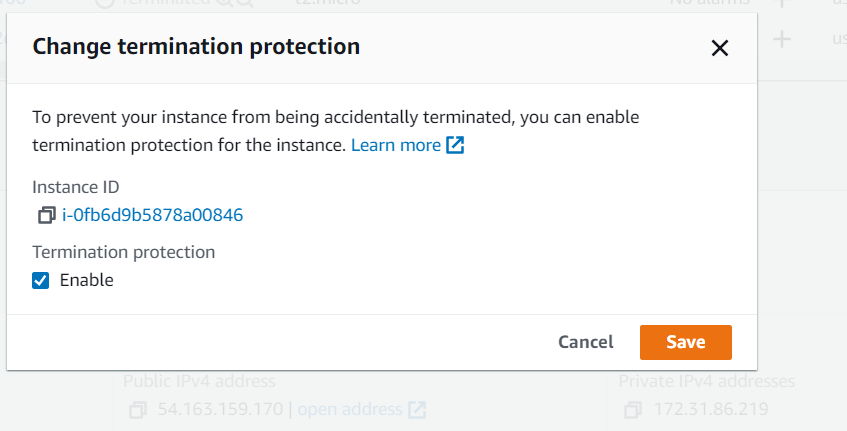 Terminated
t2.micro
No alarms
us
us
Change termination protection
To prevent your instance from being accidentally terminated, you can enable
termination protection for the instance. Learn more
Instance ID
i-0fb6d9b5878a00846
Termination protection
Enable
Cancel
Save
Public IPv4 address
Private IPv4 addresses
54.163.159.170 | open address
172.31.86.219